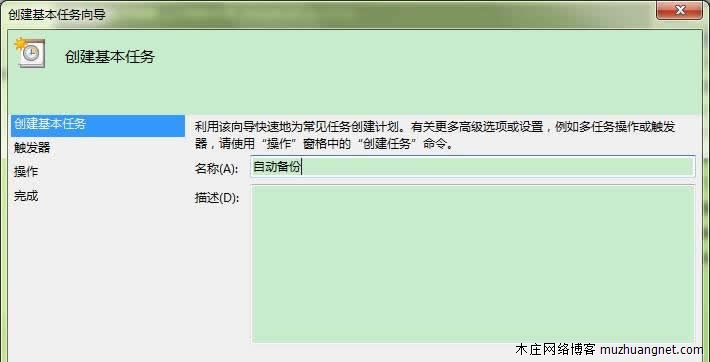 创建基本任务向导
创建基本任务
创建基本任务
触发器
操作
完成
利用该向导快速地为常见任务创建计划。有关更多高级选项或设置，例如多任务操作或触发
器，请使用“操作”窗格中的“创建任务”命令。
名称(A):
自动备份
描述(D):
木庄网络博客 muzhuangnet.com